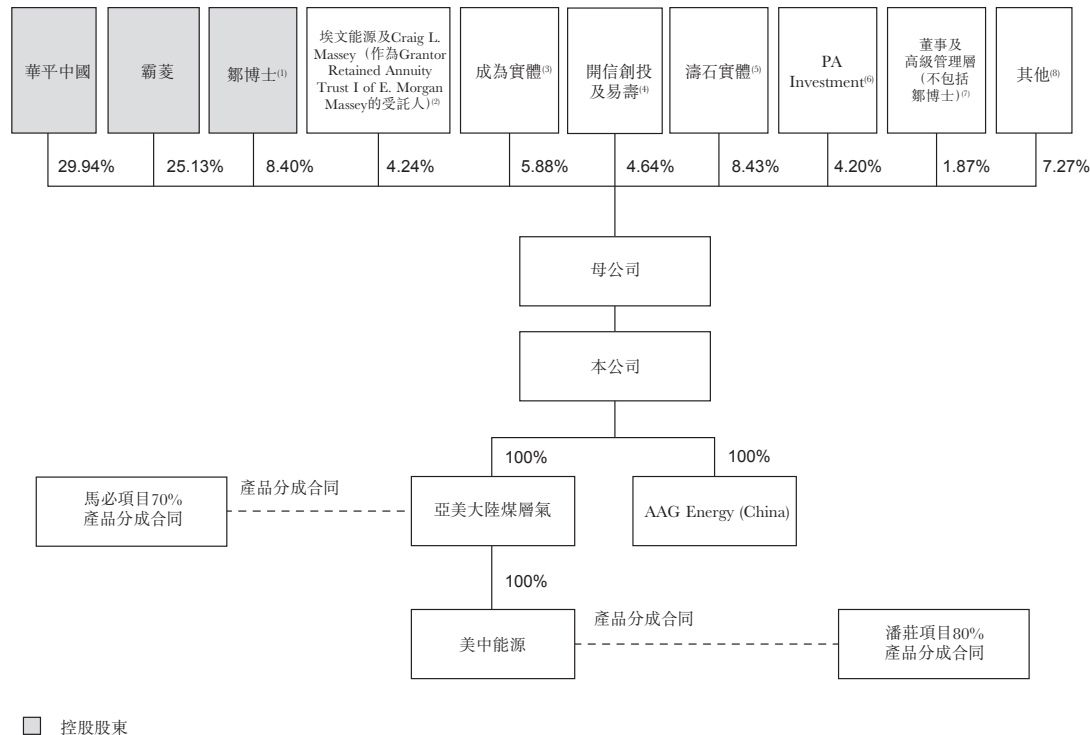 華平中國
霸菱
鄒博士(1)
埃文能源及Craig L.
Massey (作為Grantor
Retained Annuity
Trust I of E. Morgan
Massey的受託人)(2)
成為實體(3)
開信創投
及易壽(4)
濤石實體(5)
PA
Investment(6)
董事及
高級管理層
(不包括
鄒博士)(7)
其他(8)
29.94%
25.13%
8.40%
4.24%
5.88%
4.64%
8.43%
4.20%
1.87%
7.27%
母公司
本公司
100%
100%
馬必項目70%
產品分成合同
產品分成合同
亞美大陸煤層氣
AAG Energy (China)
100%
美中能源
產品分成合同
潘莊項目80%
產品分成合同
控股股東